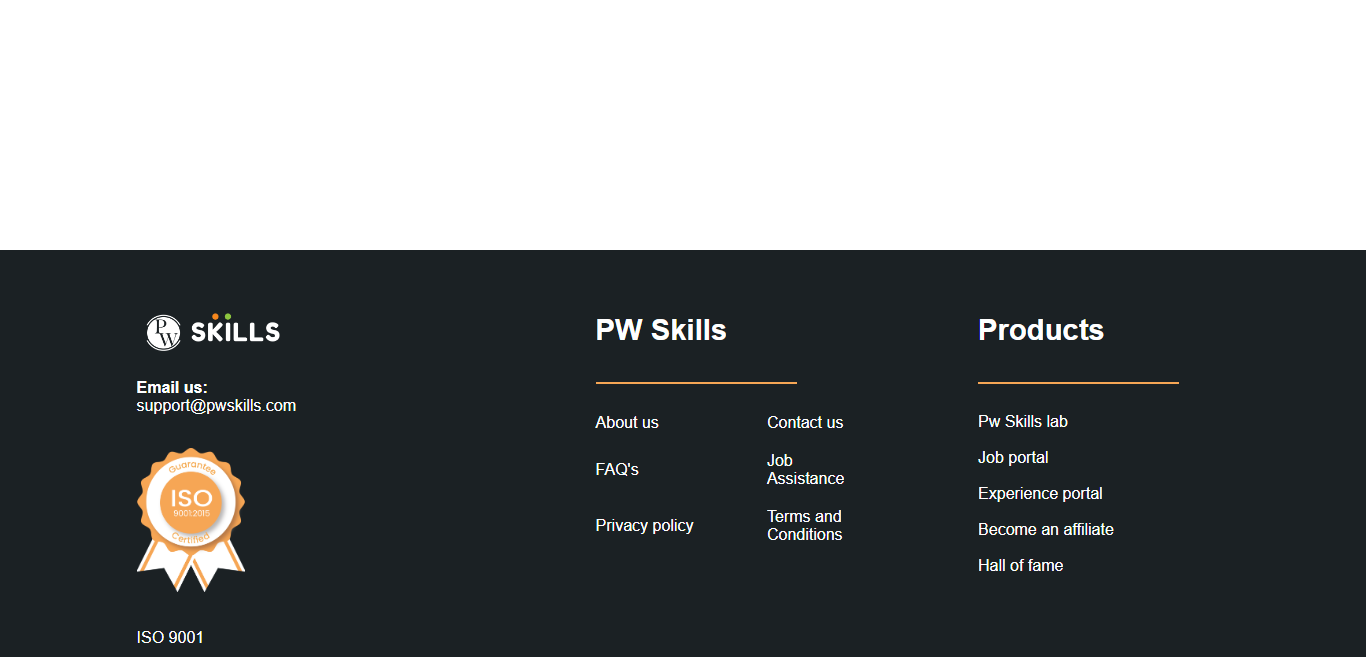 PW SKILLS
Email us:
support@pwskills.com
Guarantee
ISO
9001:2015
Certified
ISO 9001
PW Skills
About us
Contact us
FAQ's
Job
Assistance
Privacy policy
Terms and
Conditions
Products
Pw Skills lab
Job portal
Experience portal
Become an affiliate
Hall of fame